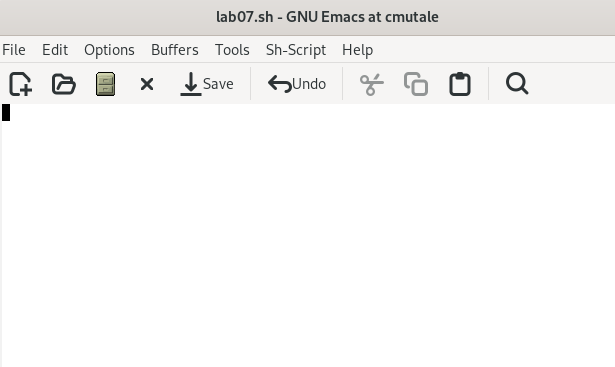 lab07.sh - GNU Emacs at cmutale
File Edit Options Buffers Tools Sh-Script Help
Save Undo